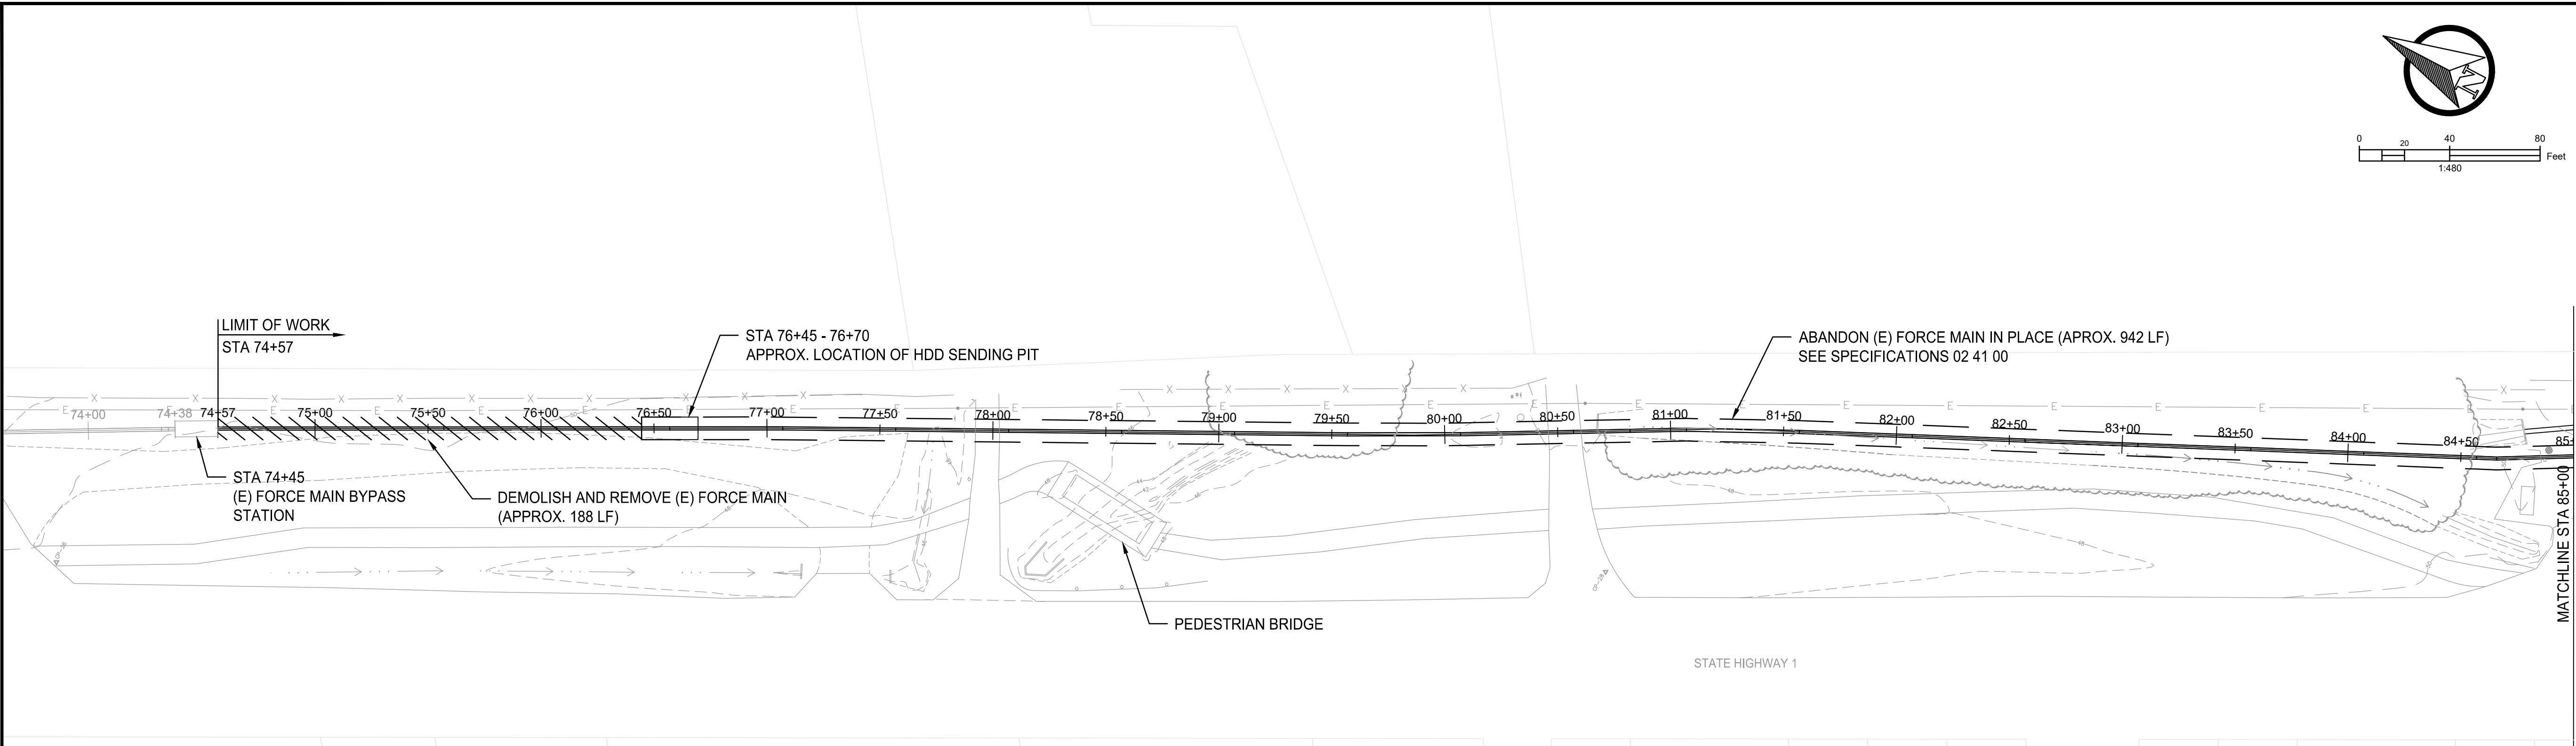 N
0 20 40 80
Feet
1:480
LIMIT OF WORK
STA 74+57
STA 76+45 - 76+70
APPROX. LOCATION OF HDD SENDING PIT
ABANDON (E) FORCE MAIN IN PLACE (APROX. 942 LF)
SEE SPECIFICATIONS 02 41 00
74+00 74+38 74+57 75+00 75+50 76+00 76+50 77+00 77+50 78+00 78+50 79+00 79+50 80+00 80+50 81+00 81+50 82+00 82+50 83+00 83+50 84+00 84+50
STA 74+45
(E) FORCE MAIN BYPASS
STATION
DEMOLISH AND REMOVE (E) FORCE MAIN
(APPROX. 188 LF)
PEDESTRIAN BRIDGE
STATE HIGHWAY 1
MATCHLINE STA 85+00